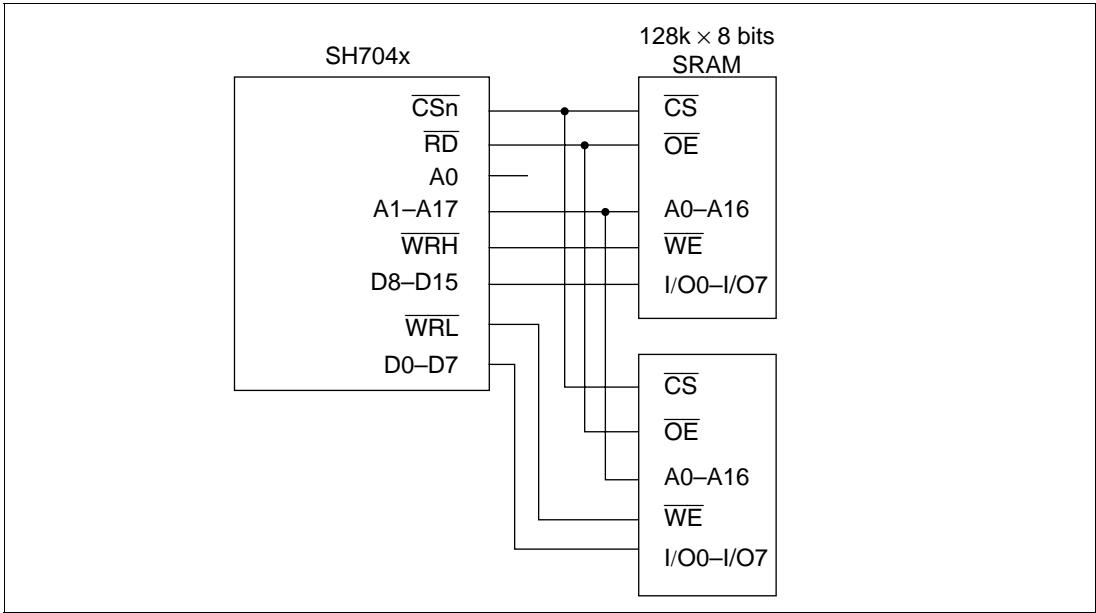 SH704x
CSn
RD
A0
A1–A17
WRH
D8–D15
WRL
D0–D7
128k × 8 bits
SRAM
CS
OE
A0–A16
WE
I/O0–I/O7
CS
OE
A0–A16
WE
I/O0–I/O7